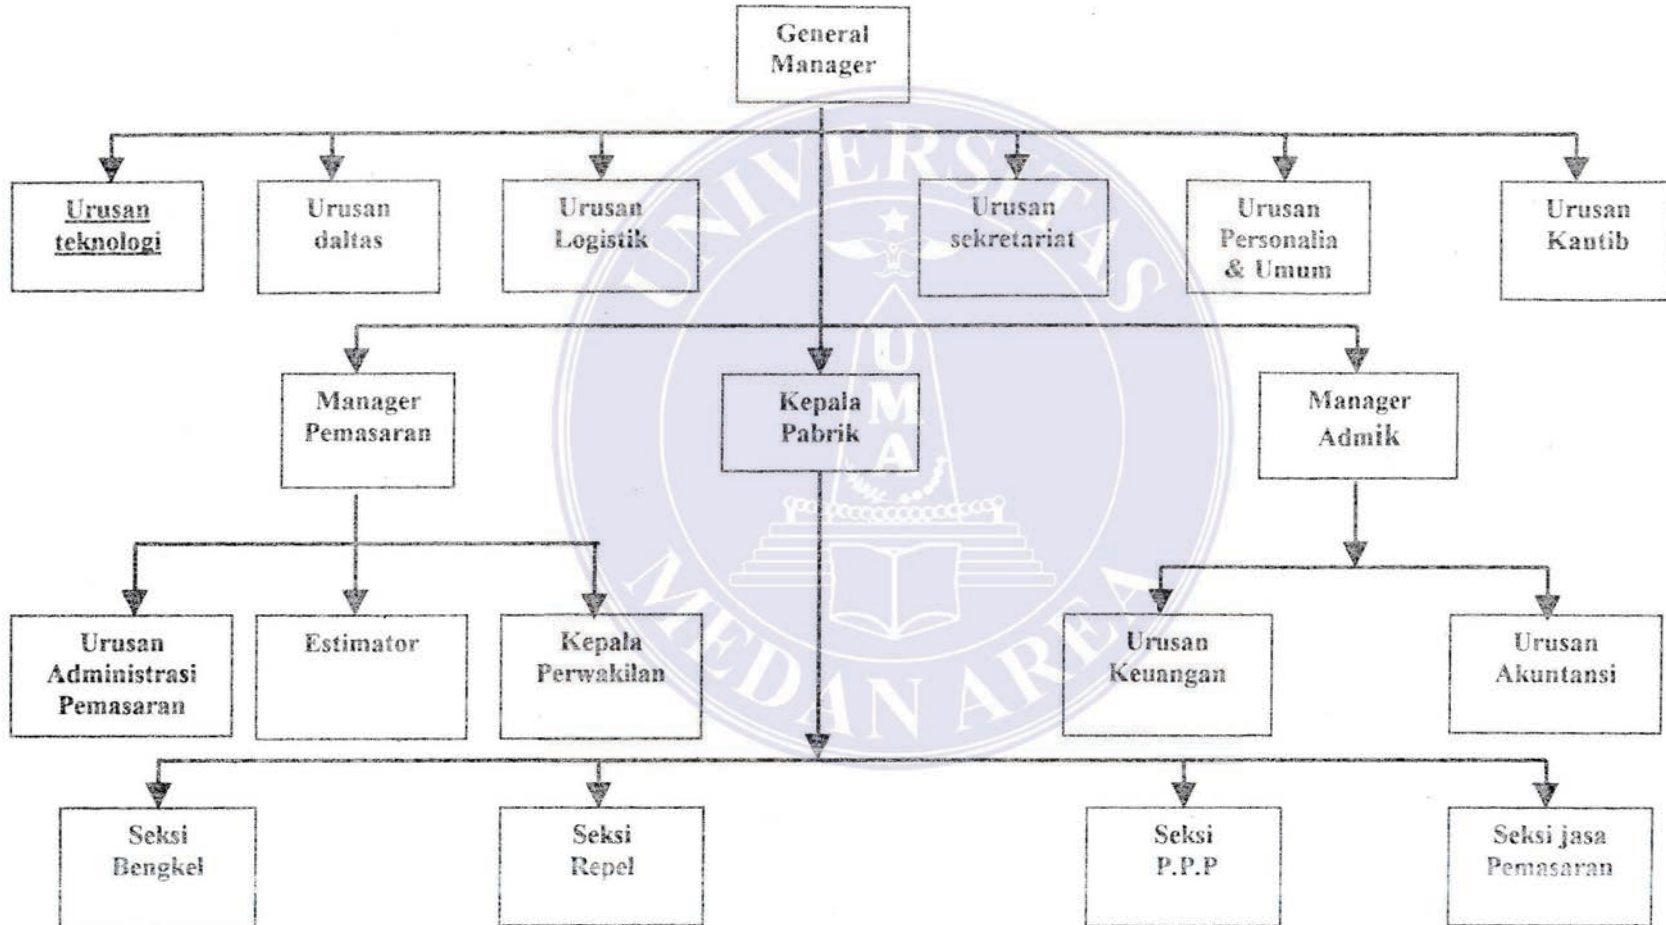 General
Manager
Urusan
teknologi
Urusan
daltas
Urusan
Logistik
Urusan
sekretariat
Urusan
Personalia
& Umum
Urusan
Kantib
Manager
Pemasaran
Kepala
Pabrik
Manager
Admik
Urusan
Administrasi
Pemasaran
Estimator
Kepala
Perwakilan
Urusan
Keuangan
Urusan
Akuntansi
Seksi
Bengkel
Seksi
Repel
Seksi
P.P.P
Seksi jasa
Pemasaran
UNIVERSITAS
UMA
MEDAN AREA